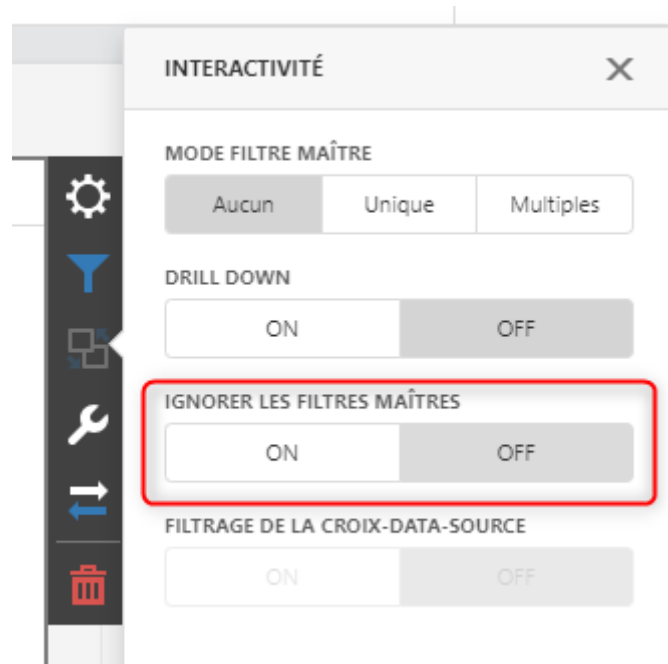 INTERACTIVITÉ
MODE FILTRE MAÎTRE
Aucun Unique Multiples
DRILL DOWN
ON OFF
IGNORER LES FILTRES MAÎTRES
ON OFF
FILTRAGE DE LA CROIX-DATA-SOURCE
ON OFF